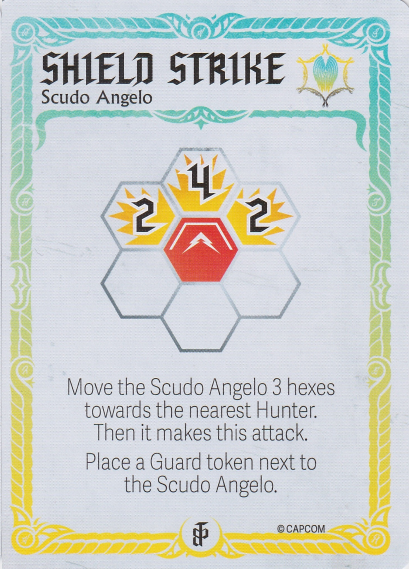 SHIELD STRIKE
Scudo Angelo
4
2 2
Move the Scudo Angelo 3 hexes
towards the nearest Hunter.
Then it makes this attack.
Place a Guard token next to
the Scudo Angelo.
© CAPCOM